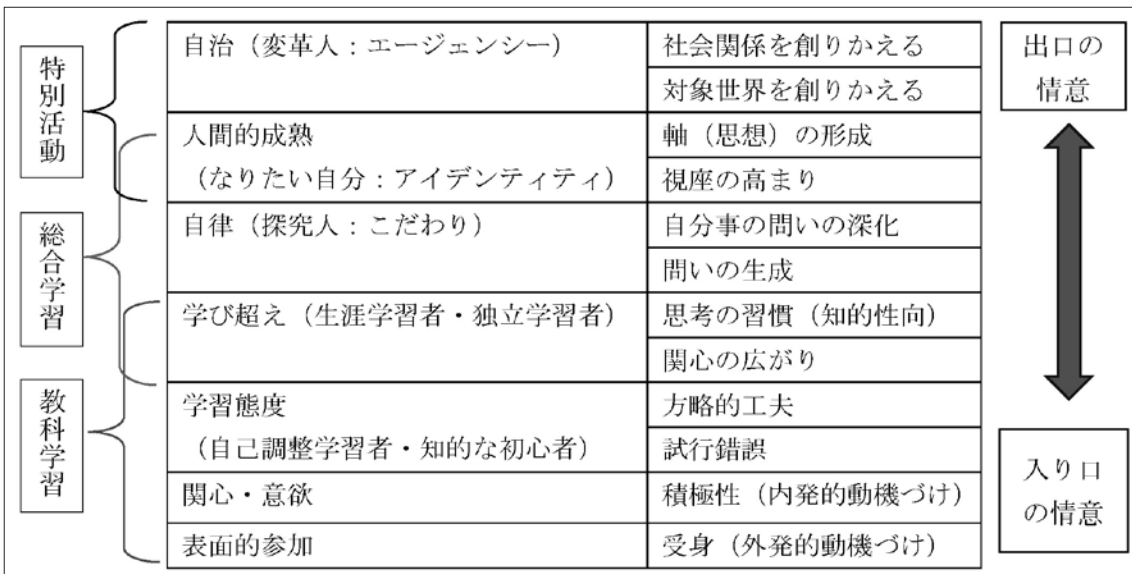 特別活動
総合学習
教科学習
自治（変革人：エージェンシー）
社会関係を創りかえる
対象世界を創りかえる
人間的成熟
（なりたい自分：アイデンティティ）
軸（思想）の形成
視座の高まり
自律（探究人：こだわり）
自分事の問いの深化
問いの生成
学び超え（生涯学習者・独立学習者）
思考の習慣（知的性向）
関心の広がり
学習態度
（自己調整学習者・知的な初心者）
方略的工夫
試行錯誤
関心・意欲
積極性（内発的動機づけ）
表面的参加
受身（外発的動機づけ）
出口の
情意
入り口
の情意